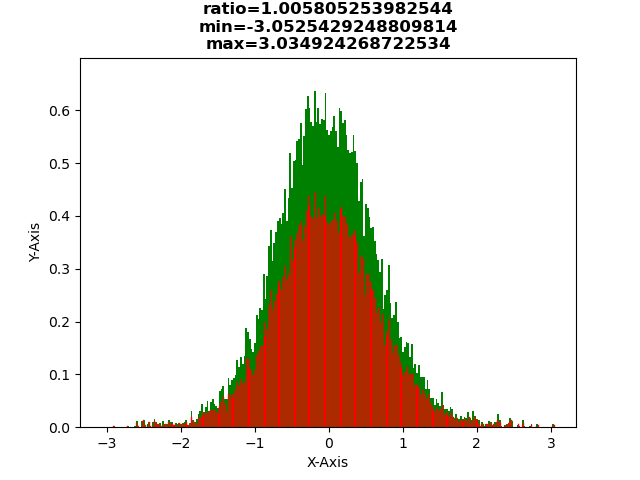 ratio=1.005805253982544
min=-3.0525429248809814
max=3.034924268722534
0.6
0.5
0.4
0.3
0.2
0.1
0.0
Y-Axis
−3 −2 −1 0 1 2 3
X-Axis